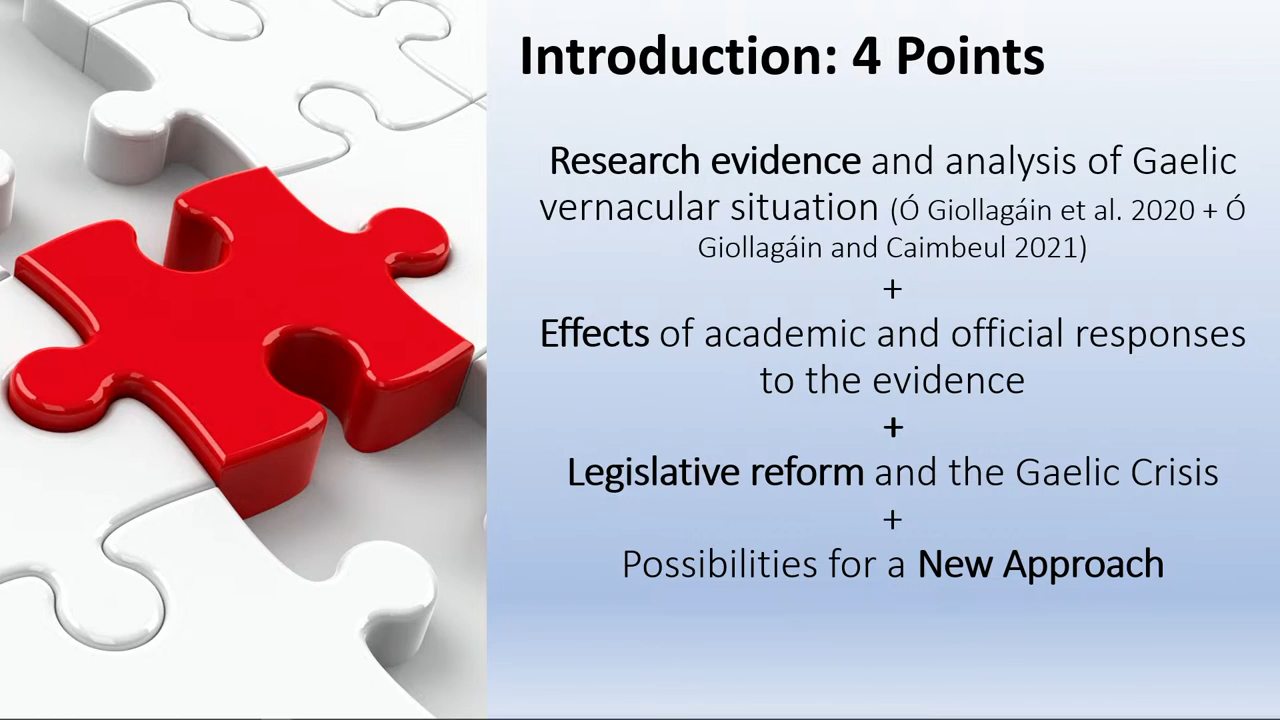 Introduction: 4 Points
Research evidence and analysis of Gaelic
vernacular situation (Ó Giollagáin et al. 2020 + Ó
Giollagáin and Caimbeul 2021)
+
Effects of academic and official responses
to the evidence
+
Legislative reform and the Gaelic Crisis
+
Possibilities for a New Approach